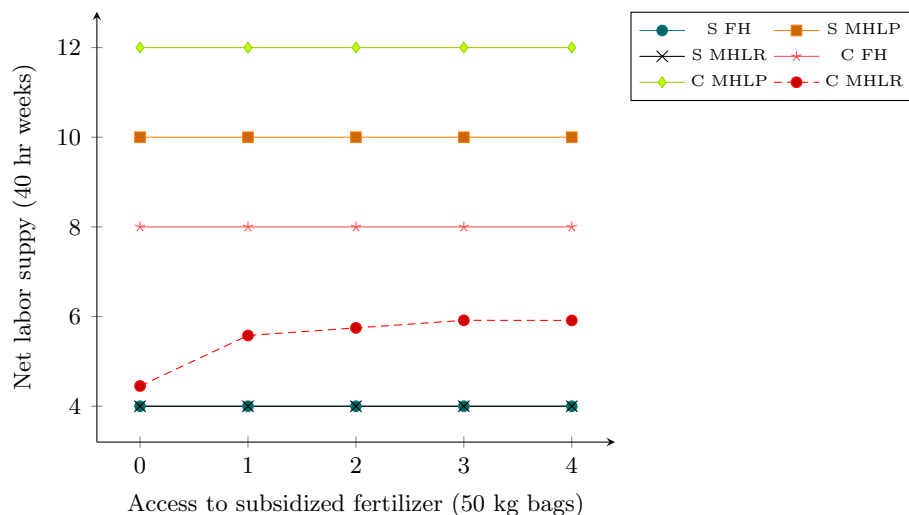 12
10
8
6
4
0 1 2 3 4
Net labor suppy (40 hr weeks)
Access to subsidized fertilizer (50 kg bags)
S FH S MHLP
S MHLR C FH
C MHLP C MHLR